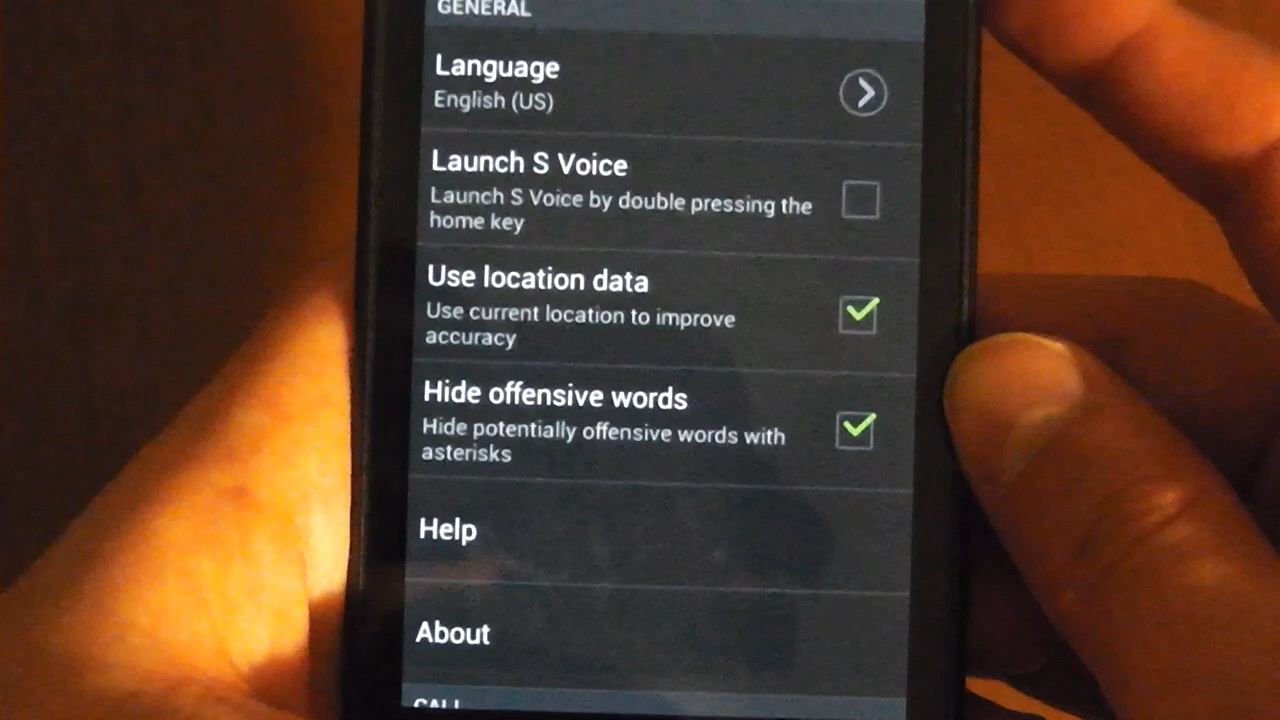 GENERAL
Language
English (US)
Launch S Voice
Launch S Voice by double pressing the
home key
Use location data
Use current location to improve
accuracy
Hide offensive words
Hide potentially offensive words with
asterisks
Help
About
CALL